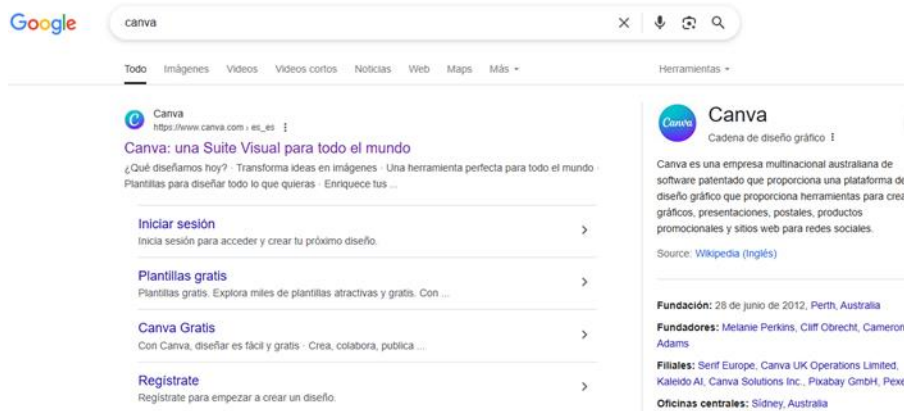 Google
canva
Todo Imágenes Videos Videos cortos Noticias Web Maps Más
Herramientas
Canva
https://www.canva.com › es_es
Canva: una Suite Visual para todo el mundo
¿Qué diseñamos hoy? · Transforma ideas en imágenes · Una herramienta perfecta para todo el mundo ·
Plantillas para diseñar todo lo que quieras · Enriquece tus ...
Iniciar sesión
Inicia sesión para acceder y crear tu próximo diseño.
Plantillas gratis
Plantillas gratis. Explora miles de plantillas atractivas y gratis. Con ...
Canva Gratis
Con Canva, diseñar es fácil y gratis · Crea, colabora, publica ...
Regístrate
Regístrate para empezar a crear un diseño.
Canva
Canva
Cadena de diseño gráfico
Canva es una empresa multinacional australiana de
software patentado que proporciona una plataforma de
diseño gráfico que proporciona herramientas para crea
gráficos, presentaciones, postales, productos
promocionales y sitios web para redes sociales.
Source: Wikipedia (Inglés)
Fundación: 28 de junio de 2012, Perth, Australia
Fundadores: Melanie Perkins, Cliff Obrecht, Cameron
Adams
Filiales: Serif Europe, Canva UK Operations Limited,
Kaleido AI, Canva Solutions Inc., Pixabay GmbH, Pexe
Oficinas centrales: Sídney, Australia